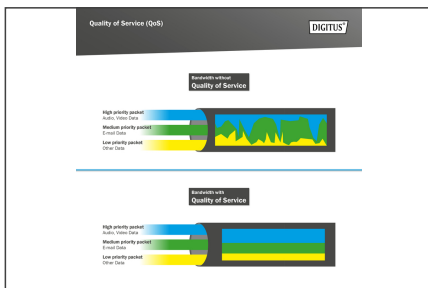 Quality of Service (QoS)
DIGITUS®
Bandwidth without
Quality of Service
High priority packet
Audio, Video Data
Medium priority packet
E-mail Data
Low priority packet
Other Data
Bandwidth with
Quality of Service
High priority packet
Audio, Video Data
Medium priority packet
E-mail Data
Low priority packet
Other Data